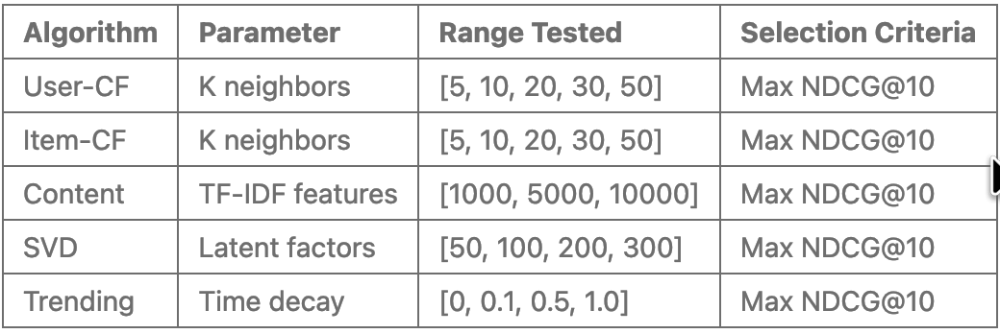 Algorithm Parameter Range Tested Selection Criteria
User-CF K neighbors [5, 10, 20, 30, 50] Max NDCG@10
Item-CF K neighbors [5, 10, 20, 30, 50] Max NDCG@10
Content TF-IDF features [1000, 5000, 10000] Max NDCG@10
SVD Latent factors [50, 100, 200, 300] Max NDCG@10
Trending Time decay [0, 0.1, 0.5, 1.0] Max NDCG@10